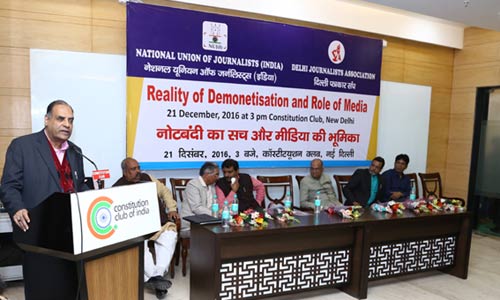 NUJ(I)
NATIONAL UNION OF JOURNALISTS (INDIA)
नेशनल यूनियन ऑफ जर्नलिस्ट्स (इंडिया)
DELHI JOURNALISTS ASSOCIATION
दिल्ली पत्रकार संघ
Reality of Demonetisation and Role of Media
21 December, 2016 at 3 pm Constitution Club, New Delhi
नोटबंदी का सच और मीडिया की भूमिका
21 दिसंबर, 2016, 3 बजे, कॉंस्टीट्यूशन क्लब, नई दिल्ली
constitution
club of india